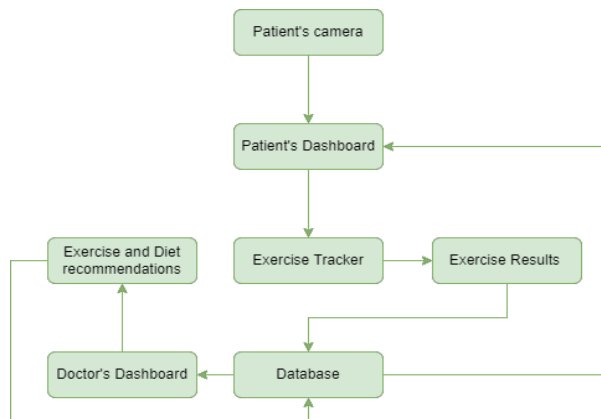 Patient's camera
Patient's Dashboard
Exercise and Diet
recommendations
Exercise Tracker
Exercise Results
Doctor's Dashboard
Database